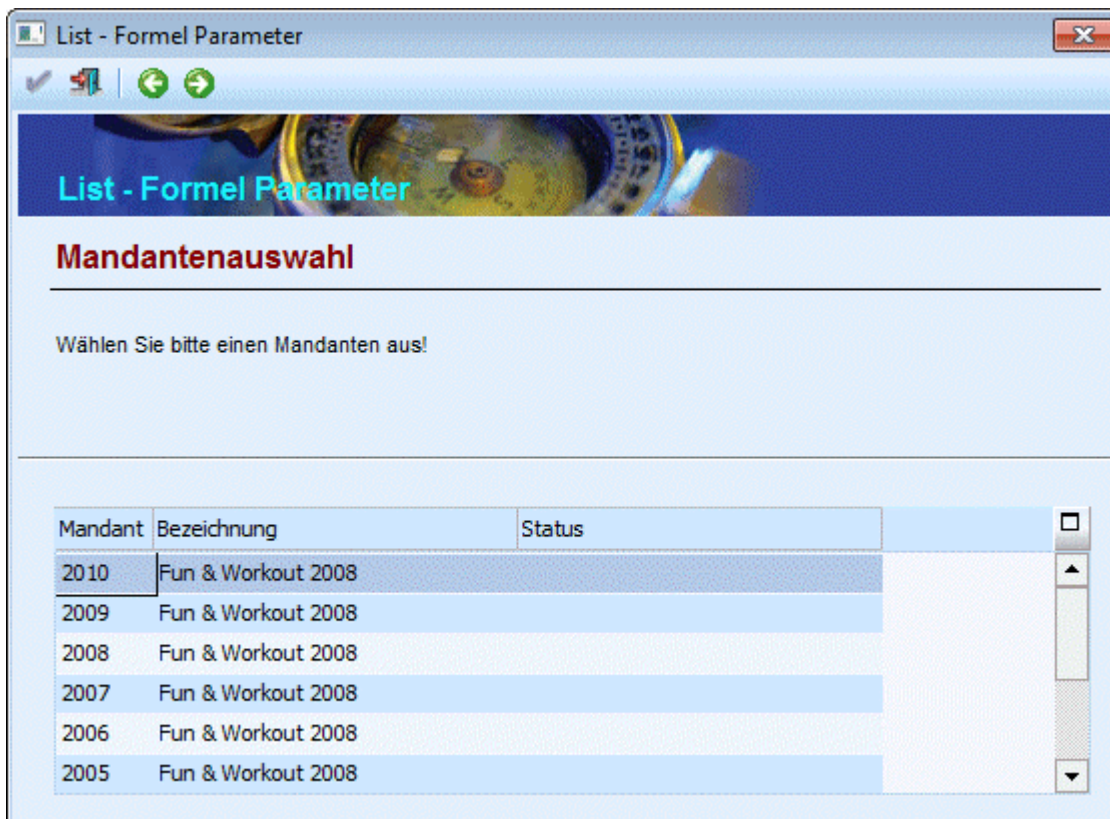 List - Formel Parameter
List - Formel Parameter
Mandantenauswahl
Wählen Sie bitte einen Mandanten aus!
Mandant Bezeichnung Status
2010 Fun & Workout 2008
2009 Fun & Workout 2008
2008 Fun & Workout 2008
2007 Fun & Workout 2008
2006 Fun & Workout 2008
2005 Fun & Workout 2008